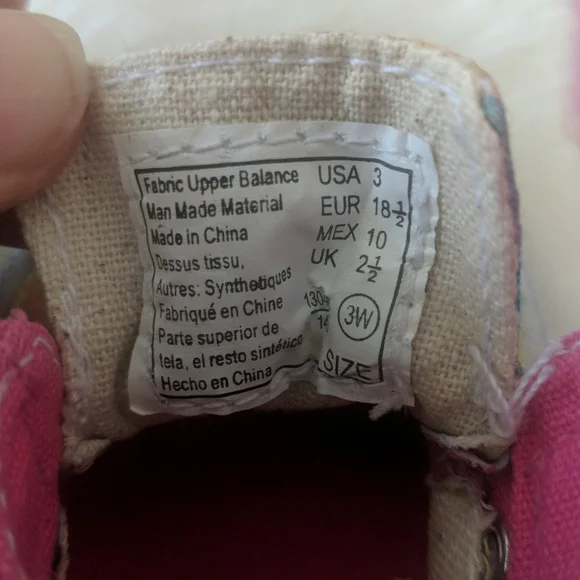 Fabric Upper Balance
Man Made Material
Made in China
Dessus tissu,
Autres: Synthetiques
Fabriqué en Chine
Parte superior de
tela, el resto sintético
Hecho en China
USA 3
EUR 18 1/2
MEX 10
UK 2 1/2
3W
SIZE